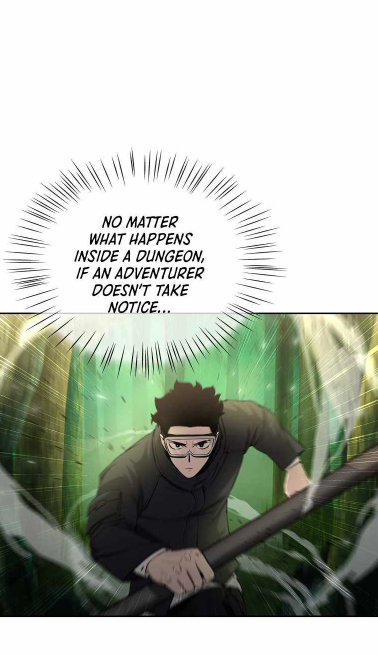 NO MATTER
WHAT HAPPENS
INSIDE A DUNGEON,
IF AN ADVENTURER
DOESN'T TAKE
NOTICE...